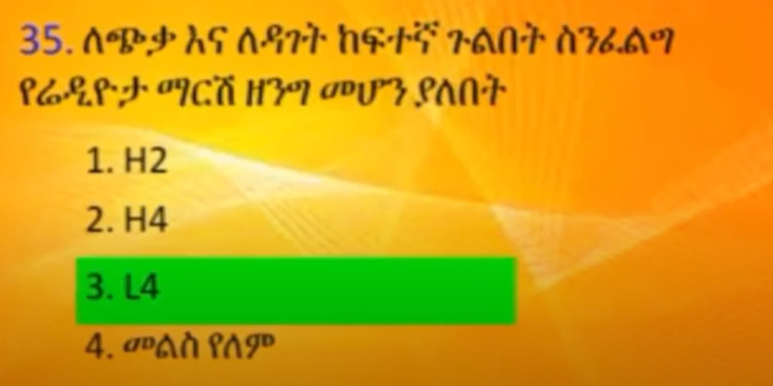 35. ለጭቃ እና ለዳገት ከፍተኛ ጉልበት ስንፈልግ
የሬዲዮታ ማርሽ ዘንግ መሆን ያለበት
1. H2
2. H4
3. L4
4. መልስ የለም